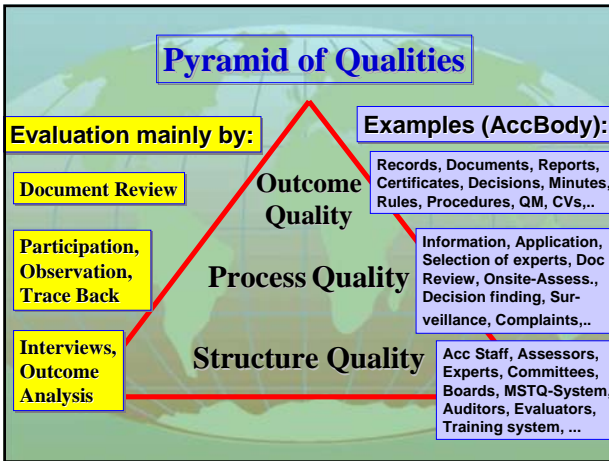 Pyramid of Qualities
Evaluation mainly by:
Examples (AccBody):
Document Review
Outcome
Quality
Records, Documents, Reports,
Certificates, Decisions, Minutes,
Rules, Procedures, QM, CVs,..
Participation,
Observation,
Trace Back
Process Quality
Information, Application,
Selection of experts, Doc
Review, Onsite-Assess.,
Decision finding, Sur-
veillance, Complaints,..
Interviews,
Outcome
Analysis
Structure Quality
Acc Staff, Assessors,
Experts, Committees,
Boards, MSTQ-System,
Auditors, Evaluators,
Training system, ...